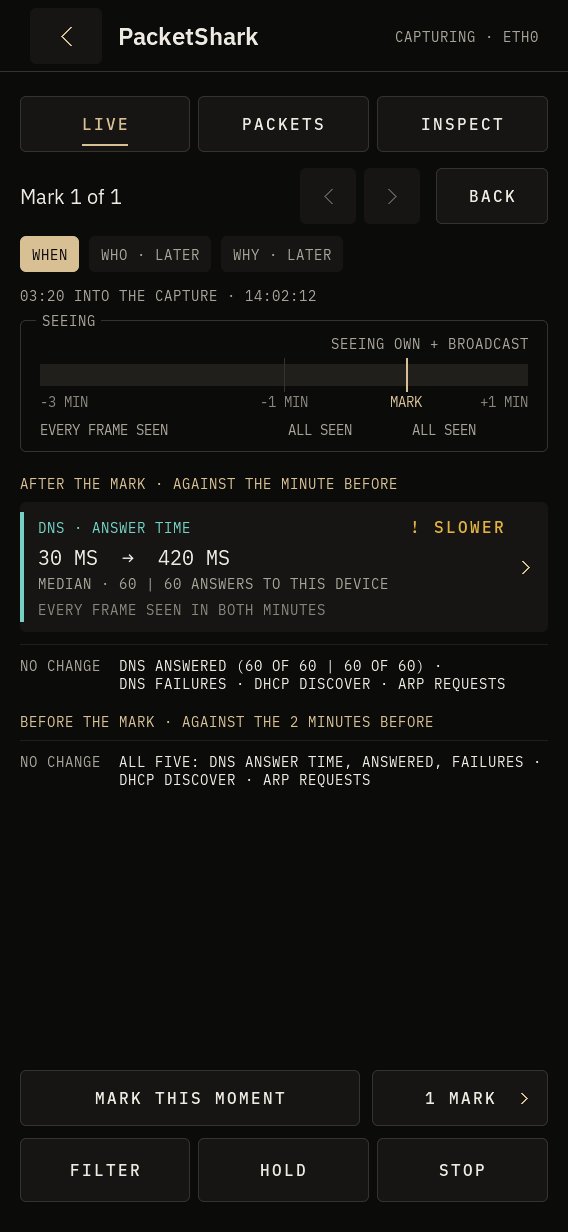 PacketShark
CAPTURING · ETH0
LIVE
PACKETS
INSPECT
Mark 1 of 1
BACK
WHEN
WHO · LATER
WHY · LATER
03:20 INTO THE CAPTURE · 14:02:12
SEEING
SEEING OWN + BROADCAST
-3 MIN
-1 MIN
MARK
+1 MIN
EVERY FRAME SEEN
ALL SEEN
ALL SEEN
AFTER THE MARK · AGAINST THE MINUTE BEFORE
DNS · ANSWER TIME
! SLOWER
30 MS → 420 MS
MEDIAN · 60 | 60 ANSWERS TO THIS DEVICE
EVERY FRAME SEEN IN BOTH MINUTES
NO CHANGE
DNS ANSWERED (60 OF 60 | 60 OF 60) ·
DNS FAILURES · DHCP DISCOVER · ARP REQUESTS
BEFORE THE MARK · AGAINST THE 2 MINUTES BEFORE
NO CHANGE
ALL FIVE: DNS ANSWER TIME, ANSWERED, FAILURES ·
DHCP DISCOVER · ARP REQUESTS
MARK THIS MOMENT
1 MARK
FILTER
HOLD
STOP